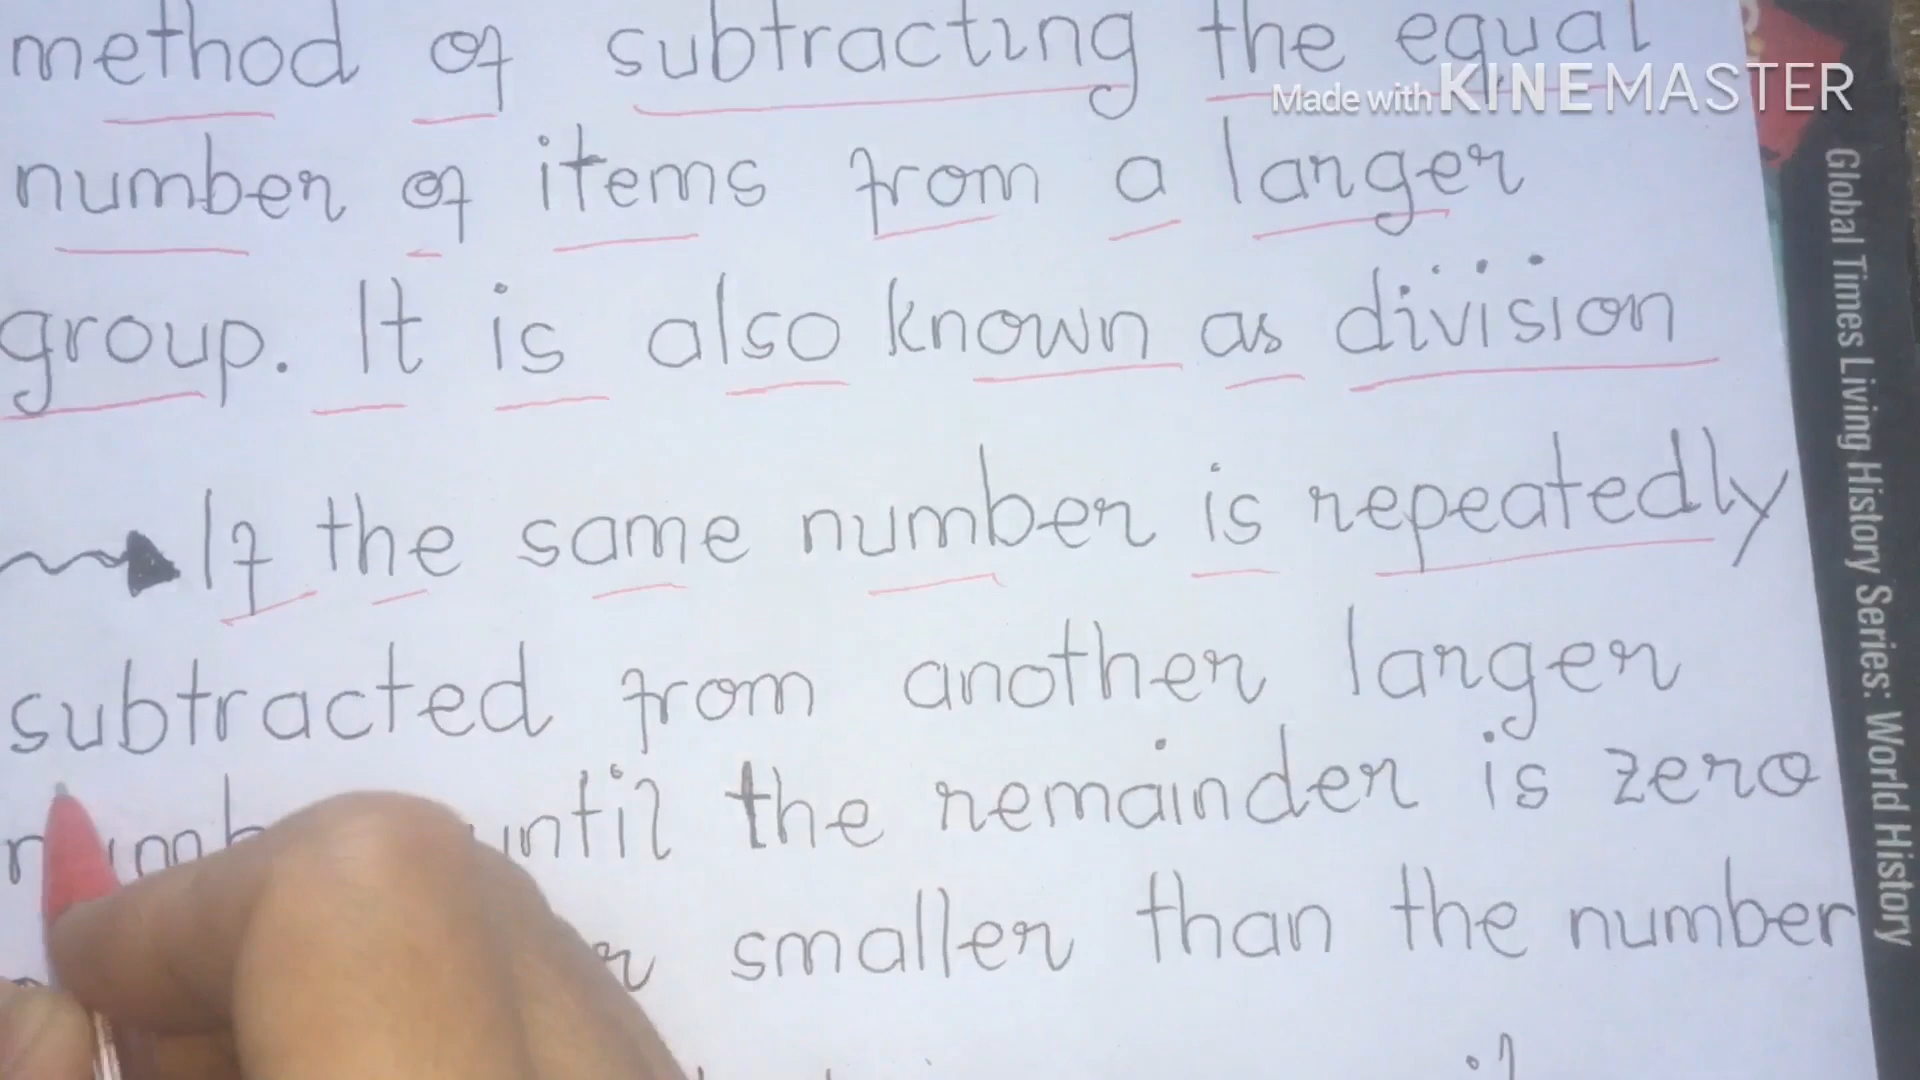 method of subtracting the equal
Made with KINEMASTER
number of items from a larger
group. It is also known as division
If the same number is repeatedly
subtracted from another larger
until the remainder is zero
smaller than the number
Global Times Living History Series: World History